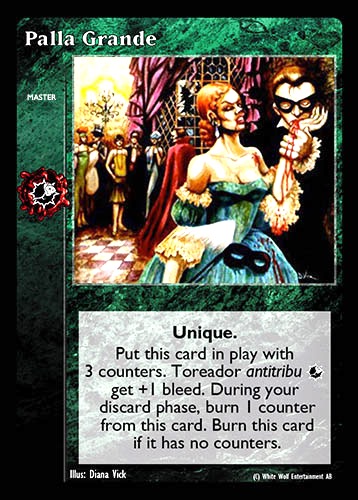 Palla Grande
MASTER
Unique.
Put this card in play with
3 counters. Toreador antitribu
get +1 bleed. During your
discard phase, burn 1 counter
from this card. Burn this card
if it has no counters.
Illus: Diana Vick
(C) White Wolf Entertainment AB